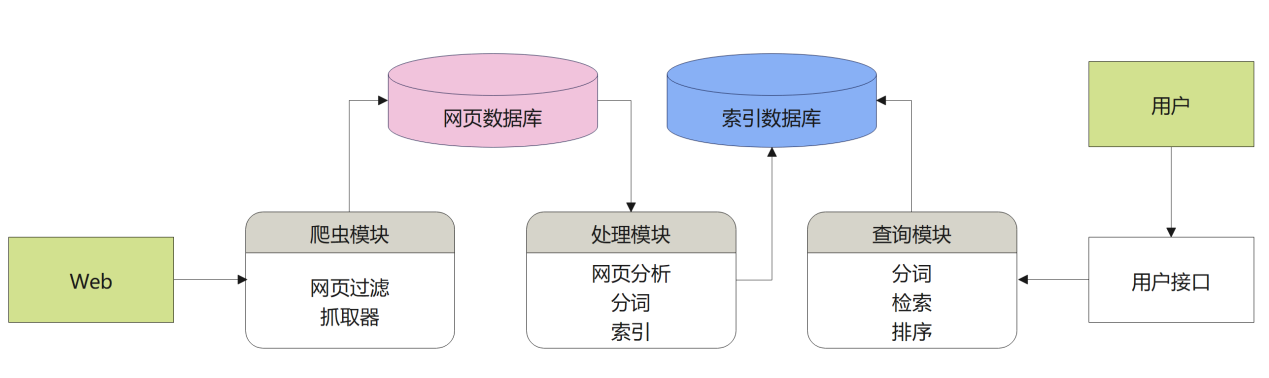 网页数据库
索引数据库
用户
Web
爬虫模块
网页过滤
抓取器
处理模块
网页分析
分词
索引
查询模块
分词
检索
排序
用户接口